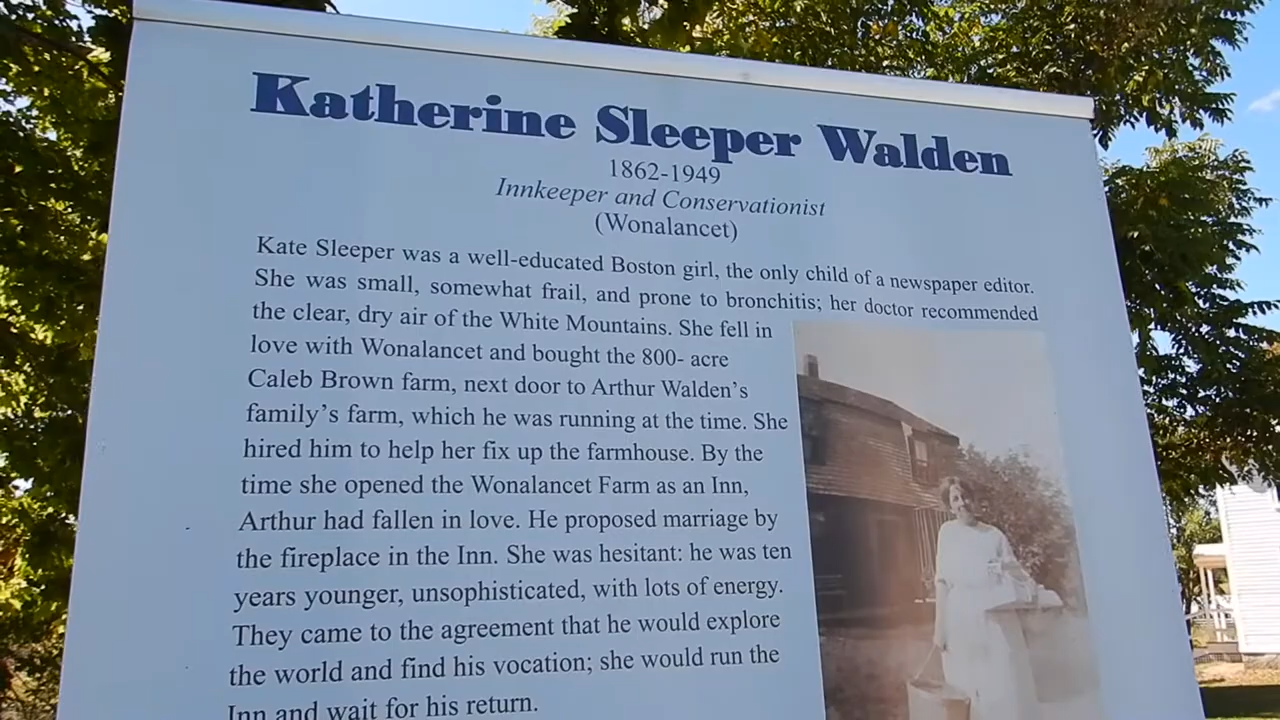 Katherine Sleeper Walden
1862-1949
Innkeeper and Conservationist
(Wonalancet)
Kate Sleeper was a well-educated Boston girl, the only child of a newspaper editor.
She was small, somewhat frail, and prone to bronchitis; her doctor recommended
the clear, dry air of the White Mountains. She fell in
love with Wonalancet and bought the 800- acre
Caleb Brown farm, next door to Arthur Walden’s
family’s farm, which he was running at the time. She
hired him to help her fix up the farmhouse. By the
time she opened the Wonalancet Farm as an Inn,
Arthur had fallen in love. He proposed marriage by
the fireplace in the Inn. She was hesitant: he was ten
years younger, unsophisticated, with lots of energy.
They came to the agreement that he would explore
the world and find his vocation; she would run the
Inn and wait for his return.